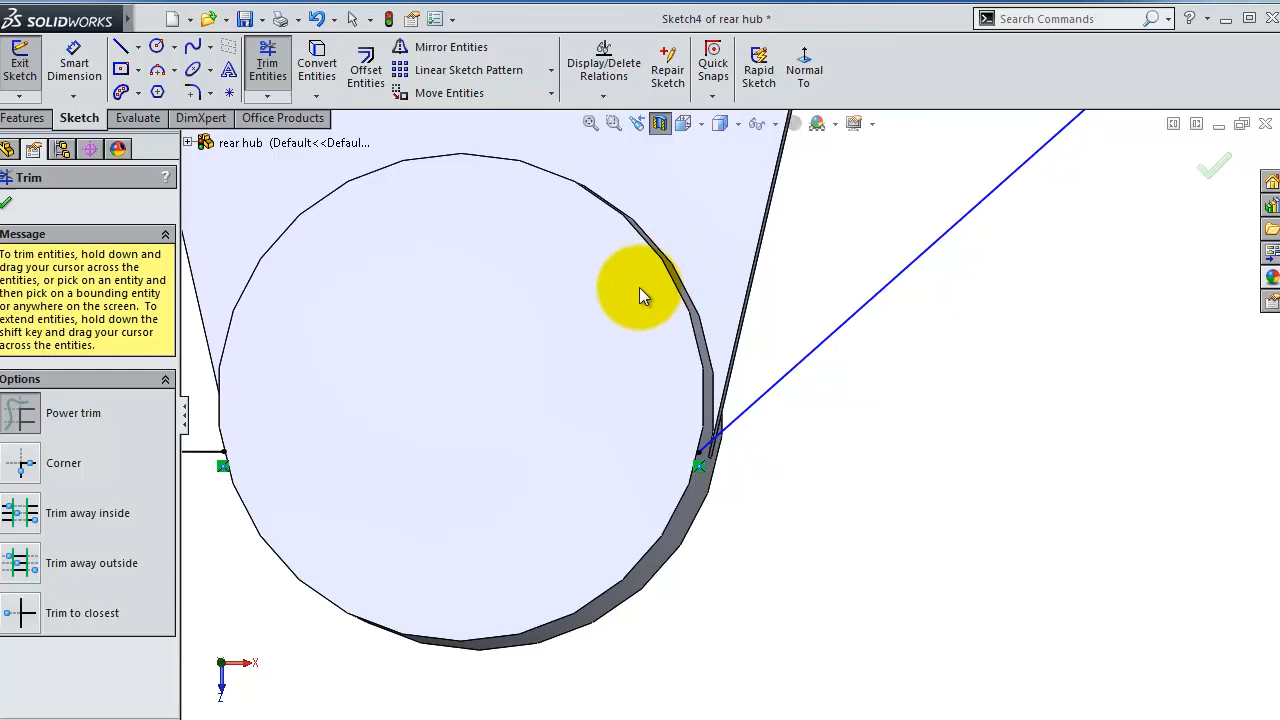 SOLIDWORKS
Sketch4 of rear hub *
Search Commands
?
Exit
Sketch
Smart
Dimension
Trim
Entities
Convert
Entities
Offset
Entities
Mirror Entities
Linear Sketch Pattern
Move Entities
Display/Delete
Relations
Repair
Sketch
Quick
Snaps
Rapid
Sketch
Normal
To
Features
Sketch
Evaluate
DimXpert
Office Products
rear hub (Default<<Defaul...
Trim
?
Message
To trim entities, hold down and
drag your cursor across the
entities, or pick on an entity and
then pick on a bounding entity
or anywhere on the screen. To
extend entities, hold down the
shift key and drag your cursor
across the entities.
Options
Power trim
Corner
Trim away inside
Trim away outside
Trim to closest
X
Z